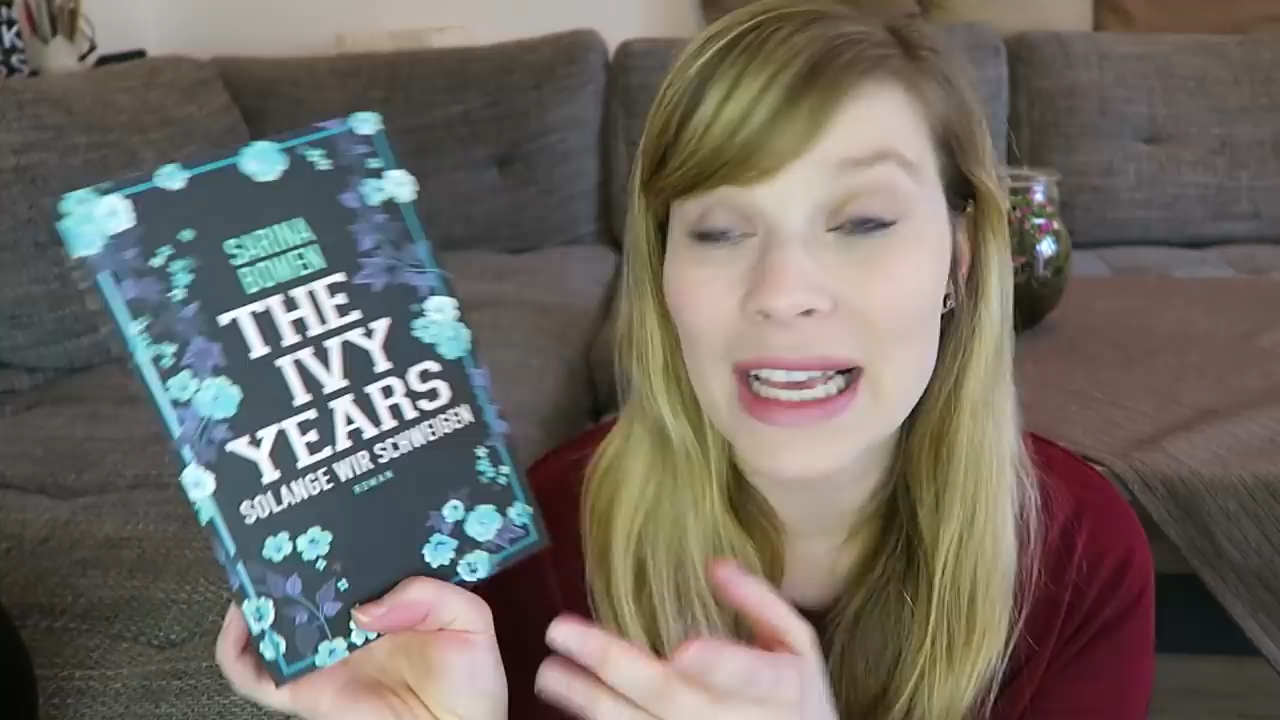 SARINA
BOWEN
THE
IVY
YEARS
SOLANGE WIR SCHWEIGEN
ROMAN